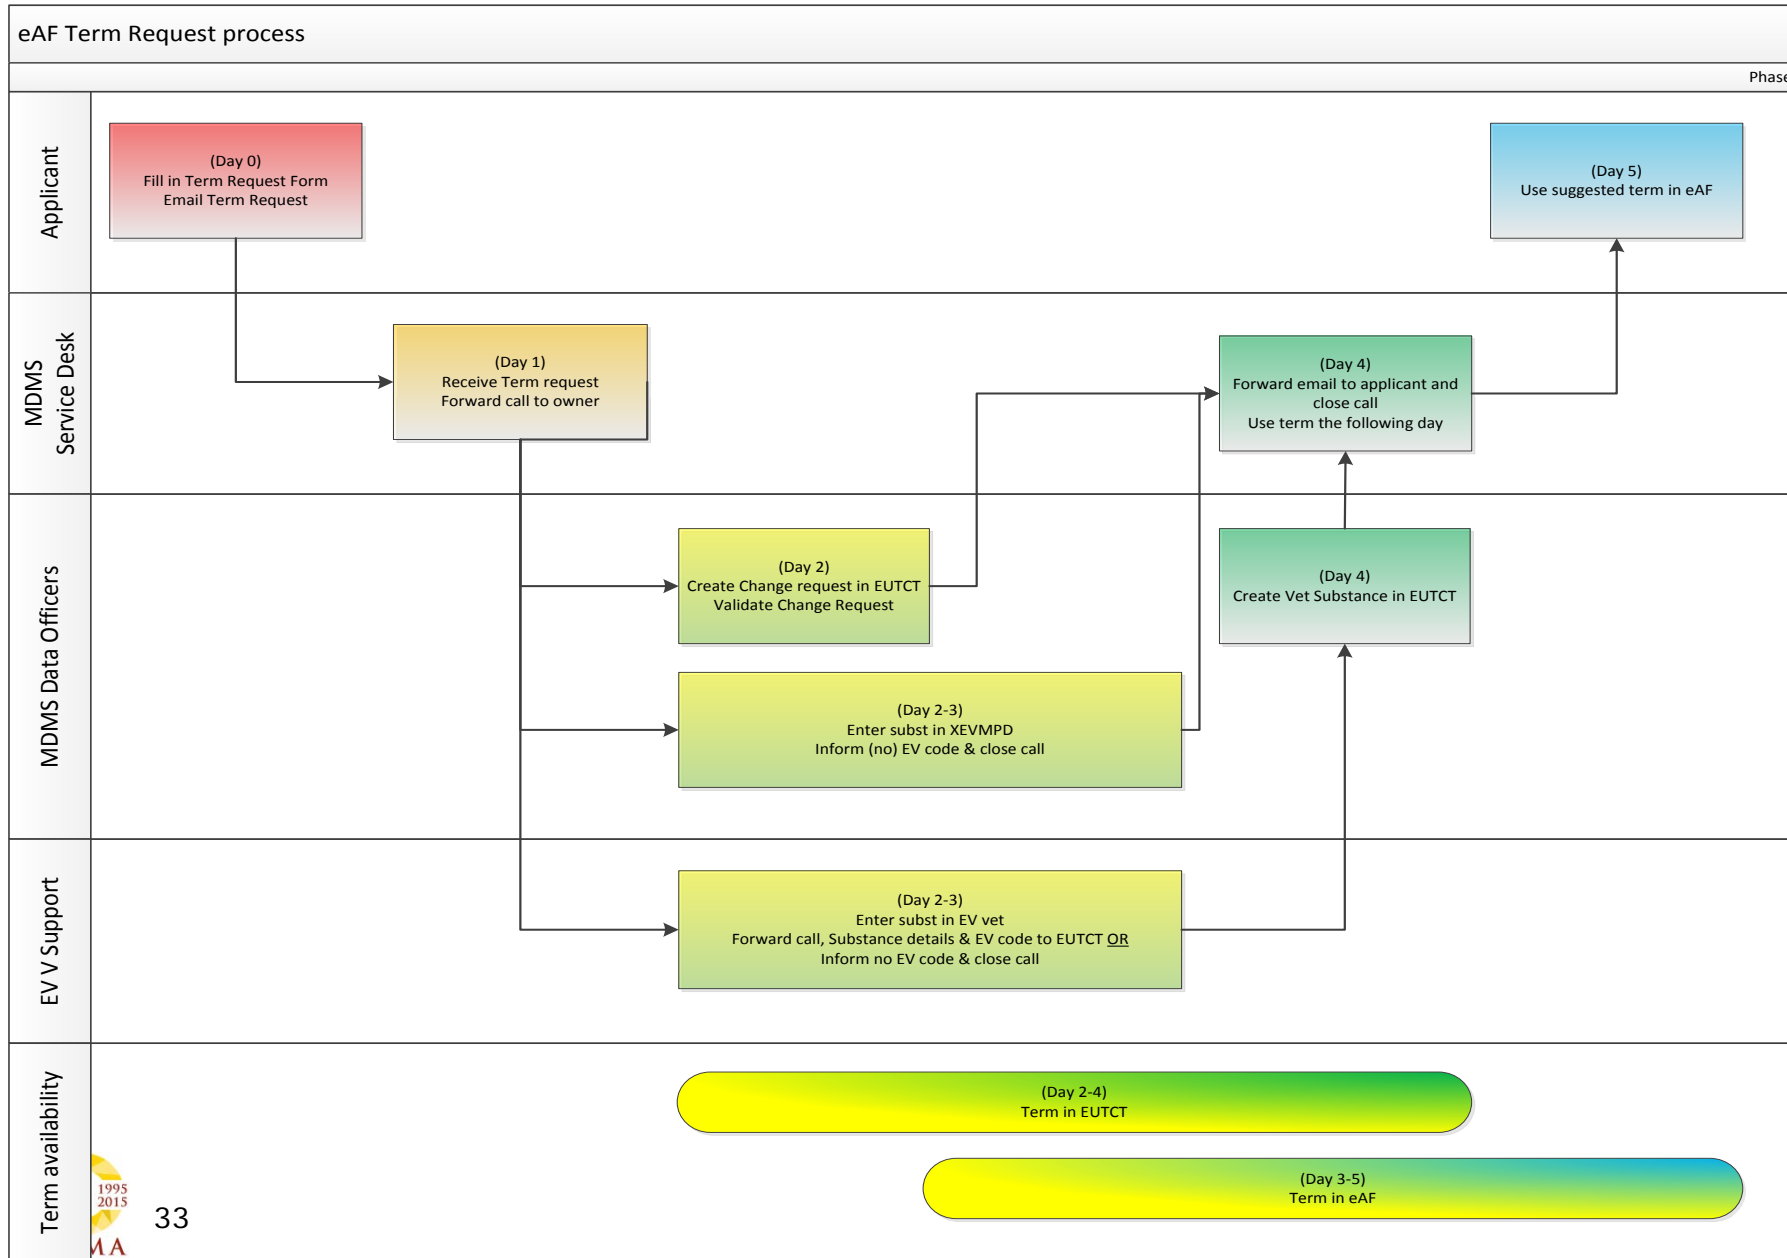 eAF Term Request process
Phase
Applicant
(Day 0)
Fill in Term Request Form
Email Term Request
(Day 5)
Use suggested term in eAF
MDMS
Service Desk
(Day 1)
Receive Term request
Forward call to owner
(Day 4)
Forward email to applicant and
close call
Use term the following day
MDMS Data Officers
(Day 2)
Create Change request in EUTCT
Validate Change Request
(Day 4)
Create Vet Substance in EUTCT
(Day 2-3)
Enter subst in XEVMPD
Inform (no) EV code & close call
EV V Support
(Day 2-3)
Enter subst in EV vet
Forward call, Substance details & EV code to EUTCT OR
Inform no EV code & close call
Term availability
(Day 2-4)
Term in EUTCT
(Day 3-5)
Term in eAF
1995
2015
MA
33